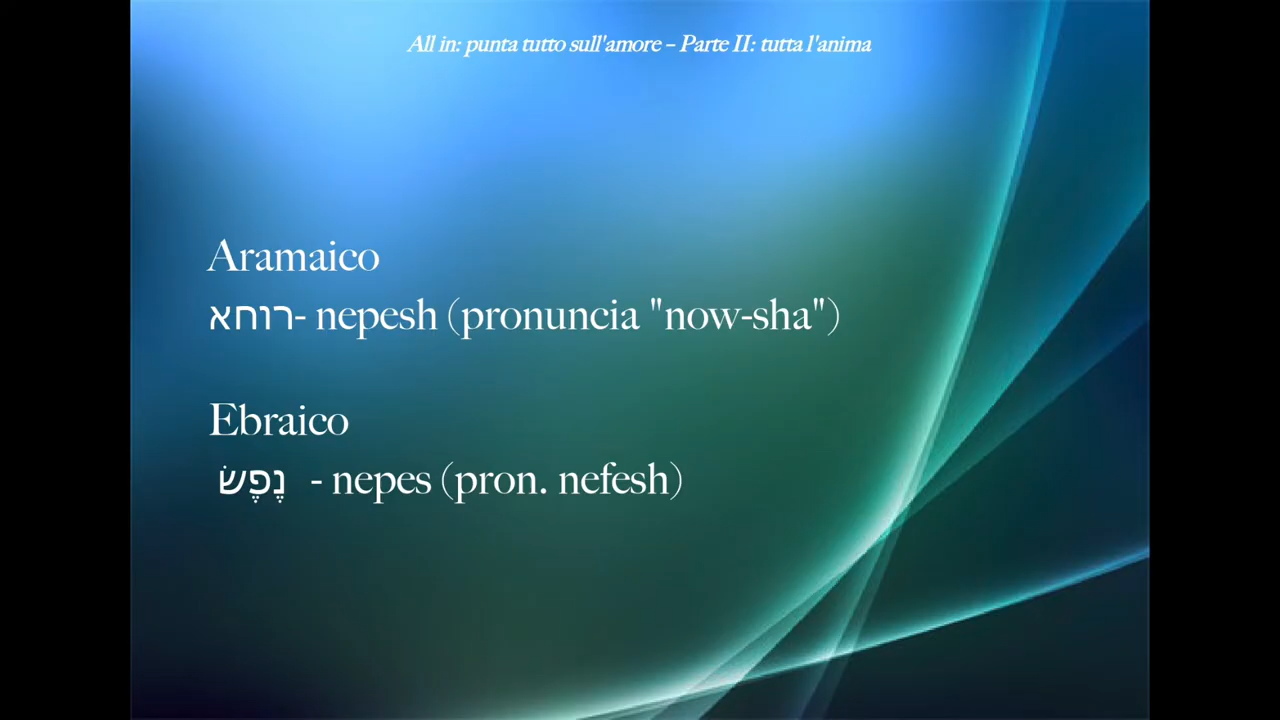 All in: punta tutto sull'amore – Parte II: tutta l'anima
Aramaico
רוחא- nepesh (pronuncia "now-sha")
Ebraico
נֶפֶשׂ - nepes (pron. nefesh)